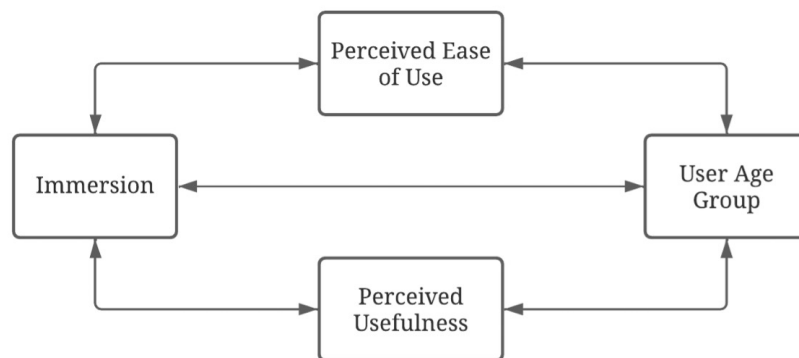 Perceived Ease
of Use
Immersion
User Age
Group
Perceived
Usefulness